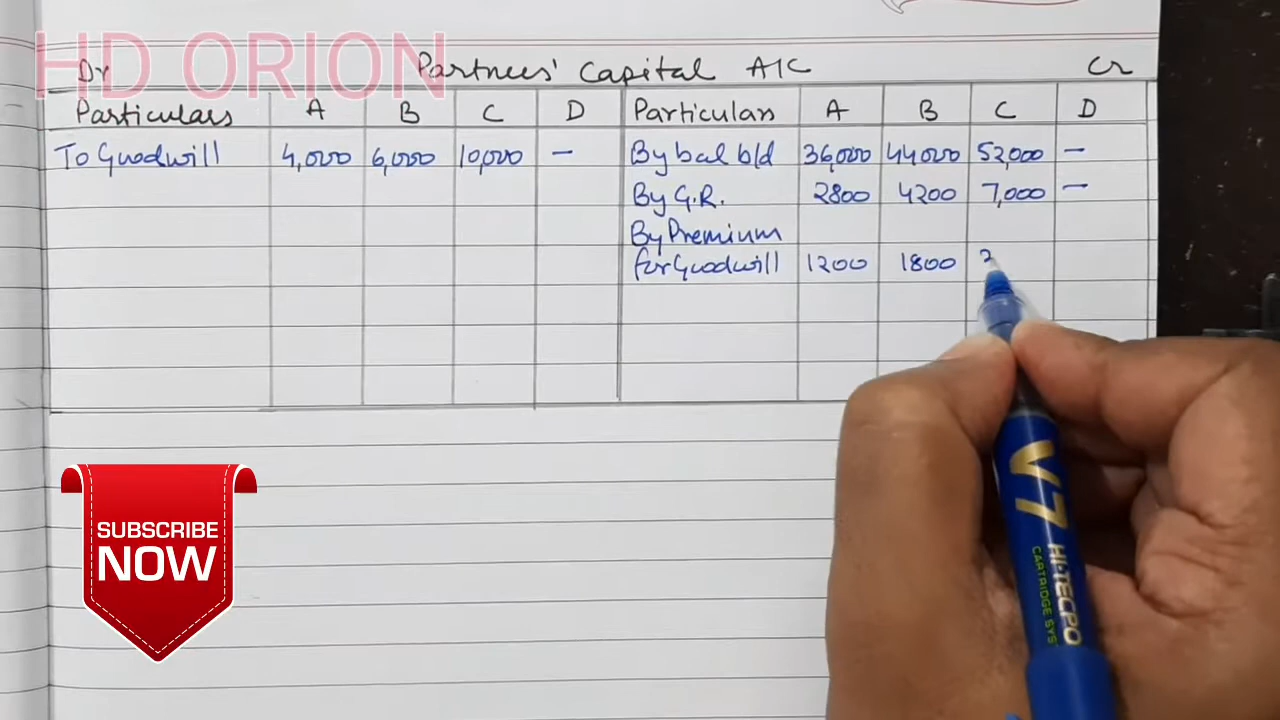 HD ORION
Dr Partners' Capital A/C Cr
Particulars A B C D Particulars A B C D
To Goodwill 4,000 6,000 10,000 — By bal b/d 36,000 44000 52,000 —
By G.R. 2800 4200 7,000 —
By Premium
for Goodwill 1200 1800
SUBSCRIBE
NOW
V7
HI-TECPO
CARTRIDGE SYS